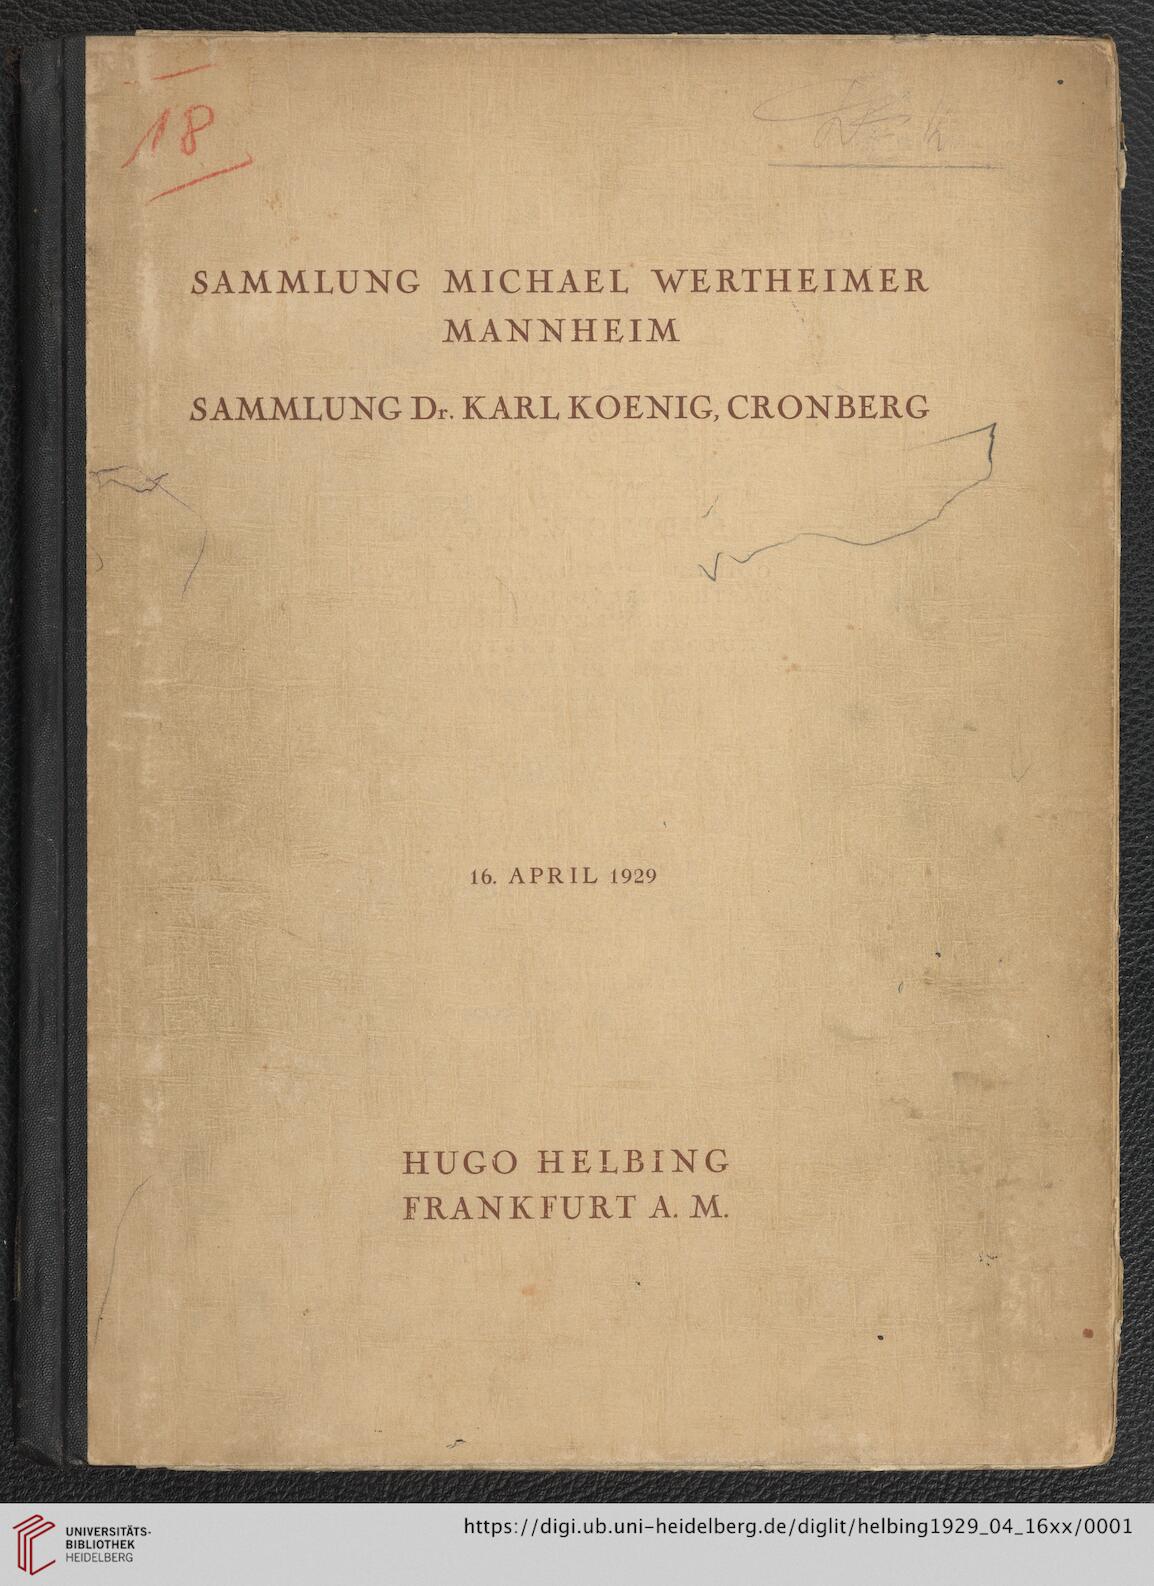 18
SAMMLUNG MICHAEL WERTHEIMER
MANNHEIM
SAMMLUNG Dr. KARL KOENIG, CRONBERG
16. APRIL 1929
HUGO HELBING
FRANKFURT A. M.
UNIVERSITÄTS-
BIBLIOTHEK
HEIDELBERG
https://digi.ub.uni-heidelberg.de/diglit/helbing1929_04_16xx/0001